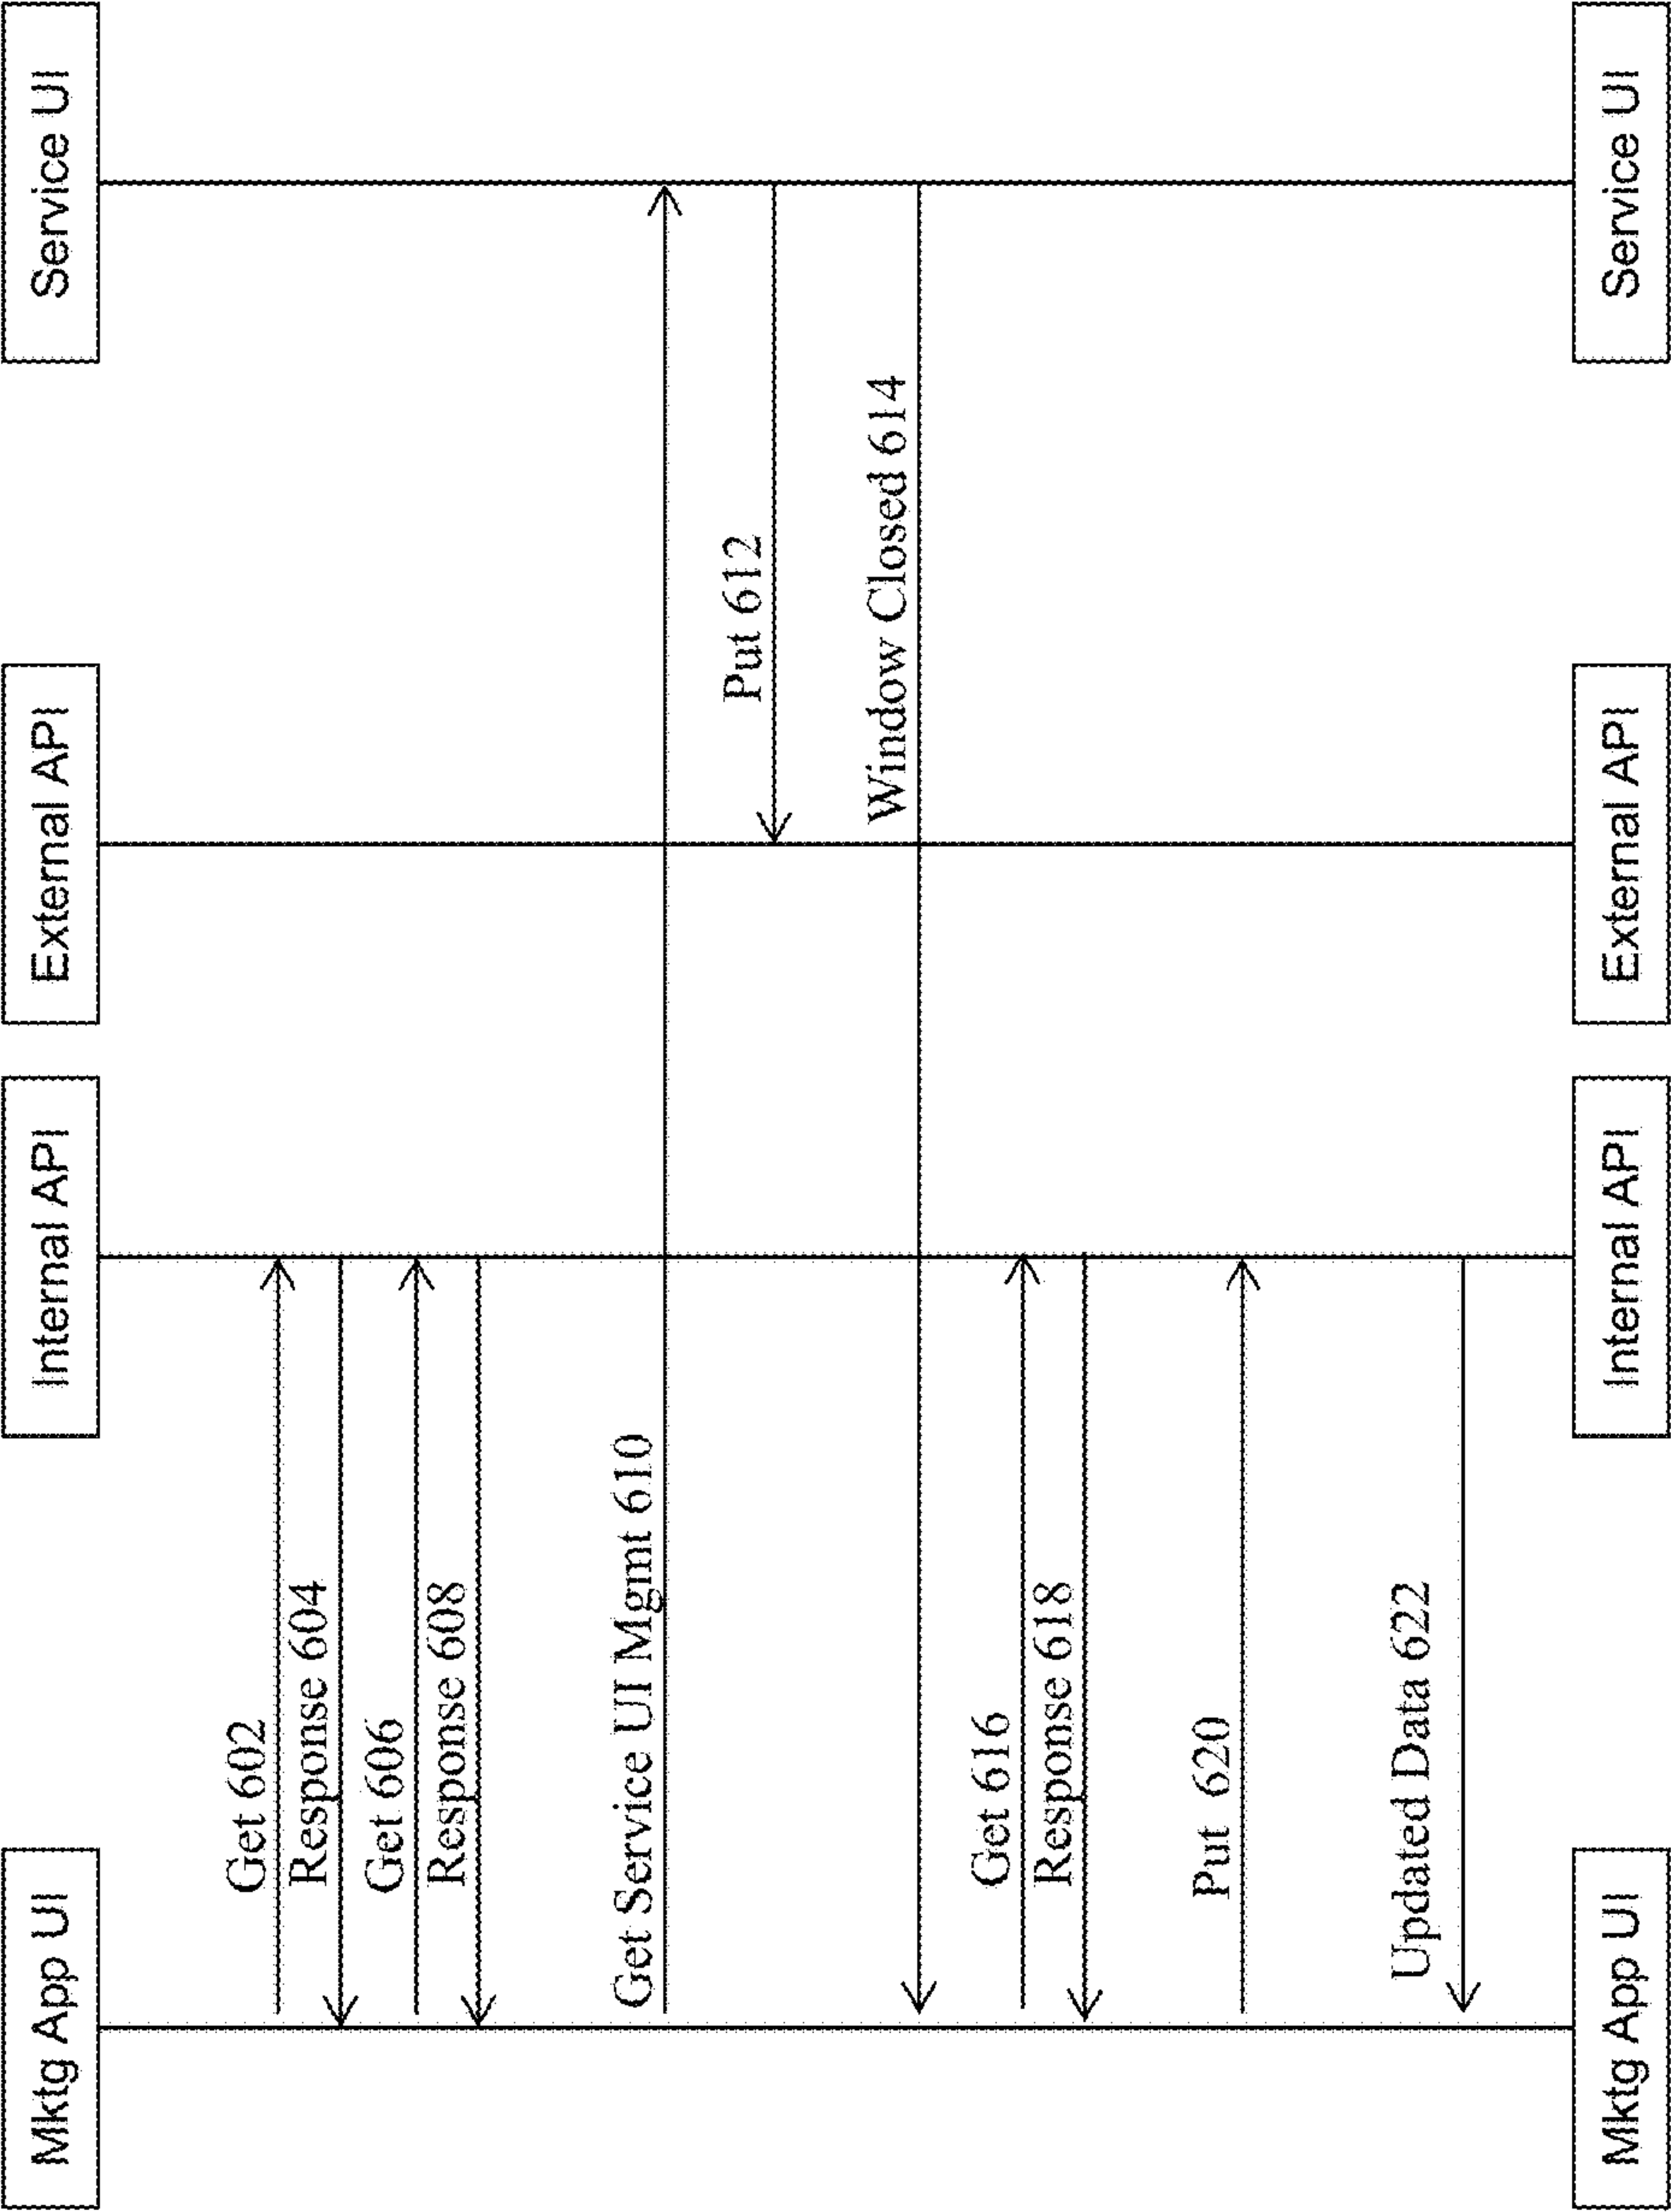 Mktg App UI
Internal API
External API
Service UI
Get 602
Response 604
Get 606
Response 608
Get Service UI Mgmt 610
Put 612
Window Closed 614
Get 616
Response 618
Put 620
Updated Data 622
Mktg App UI
Internal API
External API
Service UI